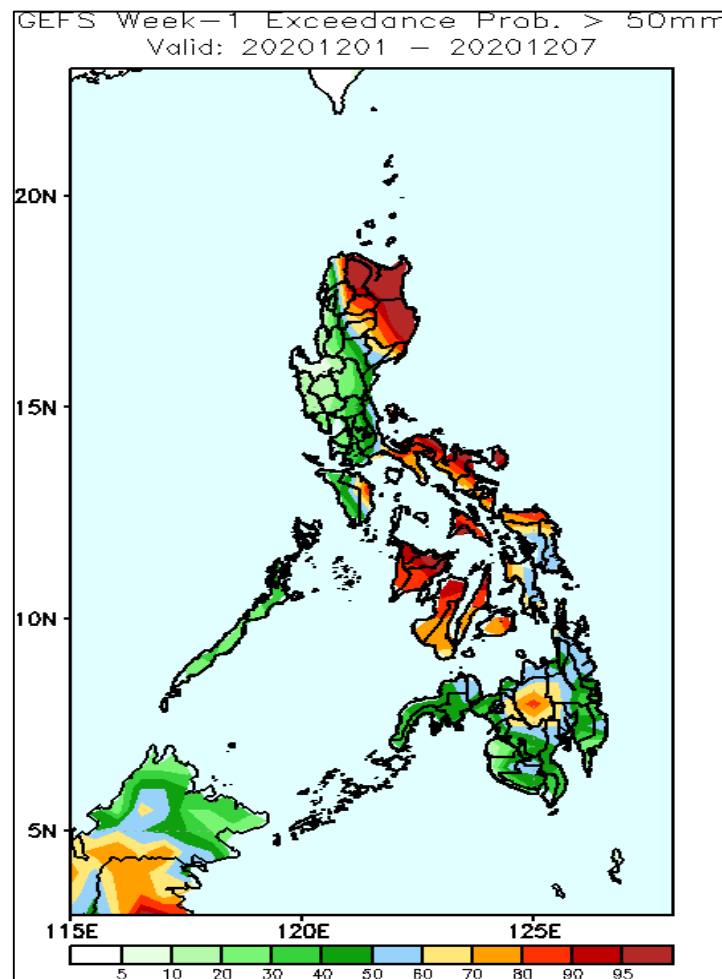 GEFS Week-1 Exceedance Prob. > 50mm
Valid: 20201201 - 20201207
20N
15N
10N
5N
115E 120E 125E
5 10 20 30 40 50 60 70 80 90 95